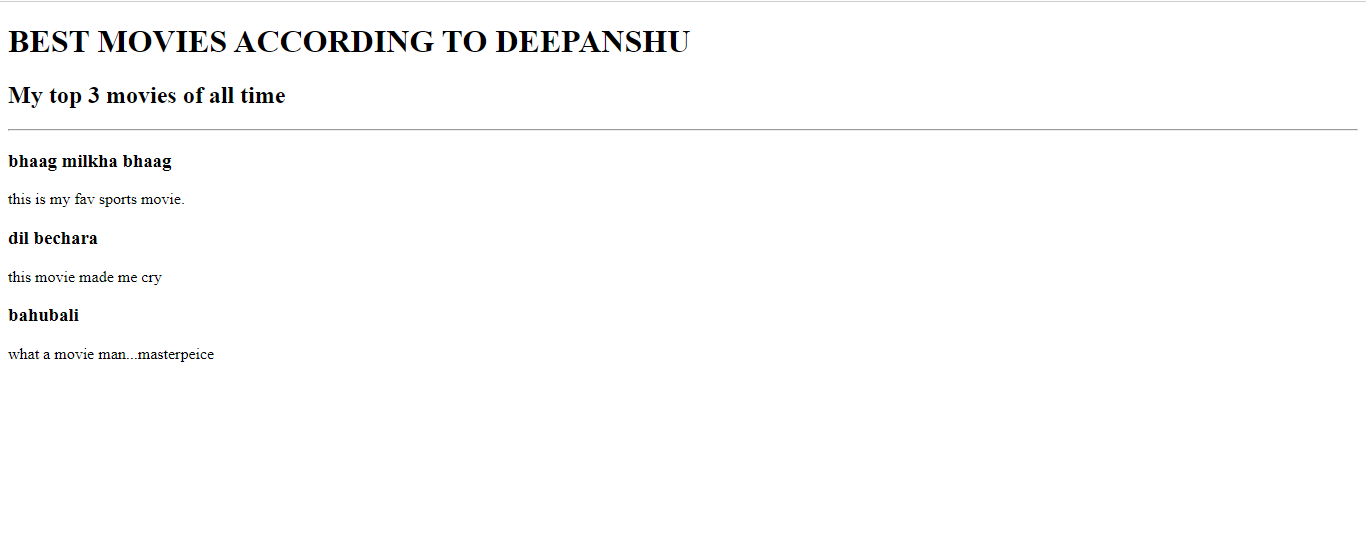 BEST MOVIES ACCORDING TO DEEPANSHU
My top 3 movies of all time
bhaag milkha bhaag
this is my fav sports movie.
dil bechara
this movie made me cry
bahubali
what a movie man...masterpeice